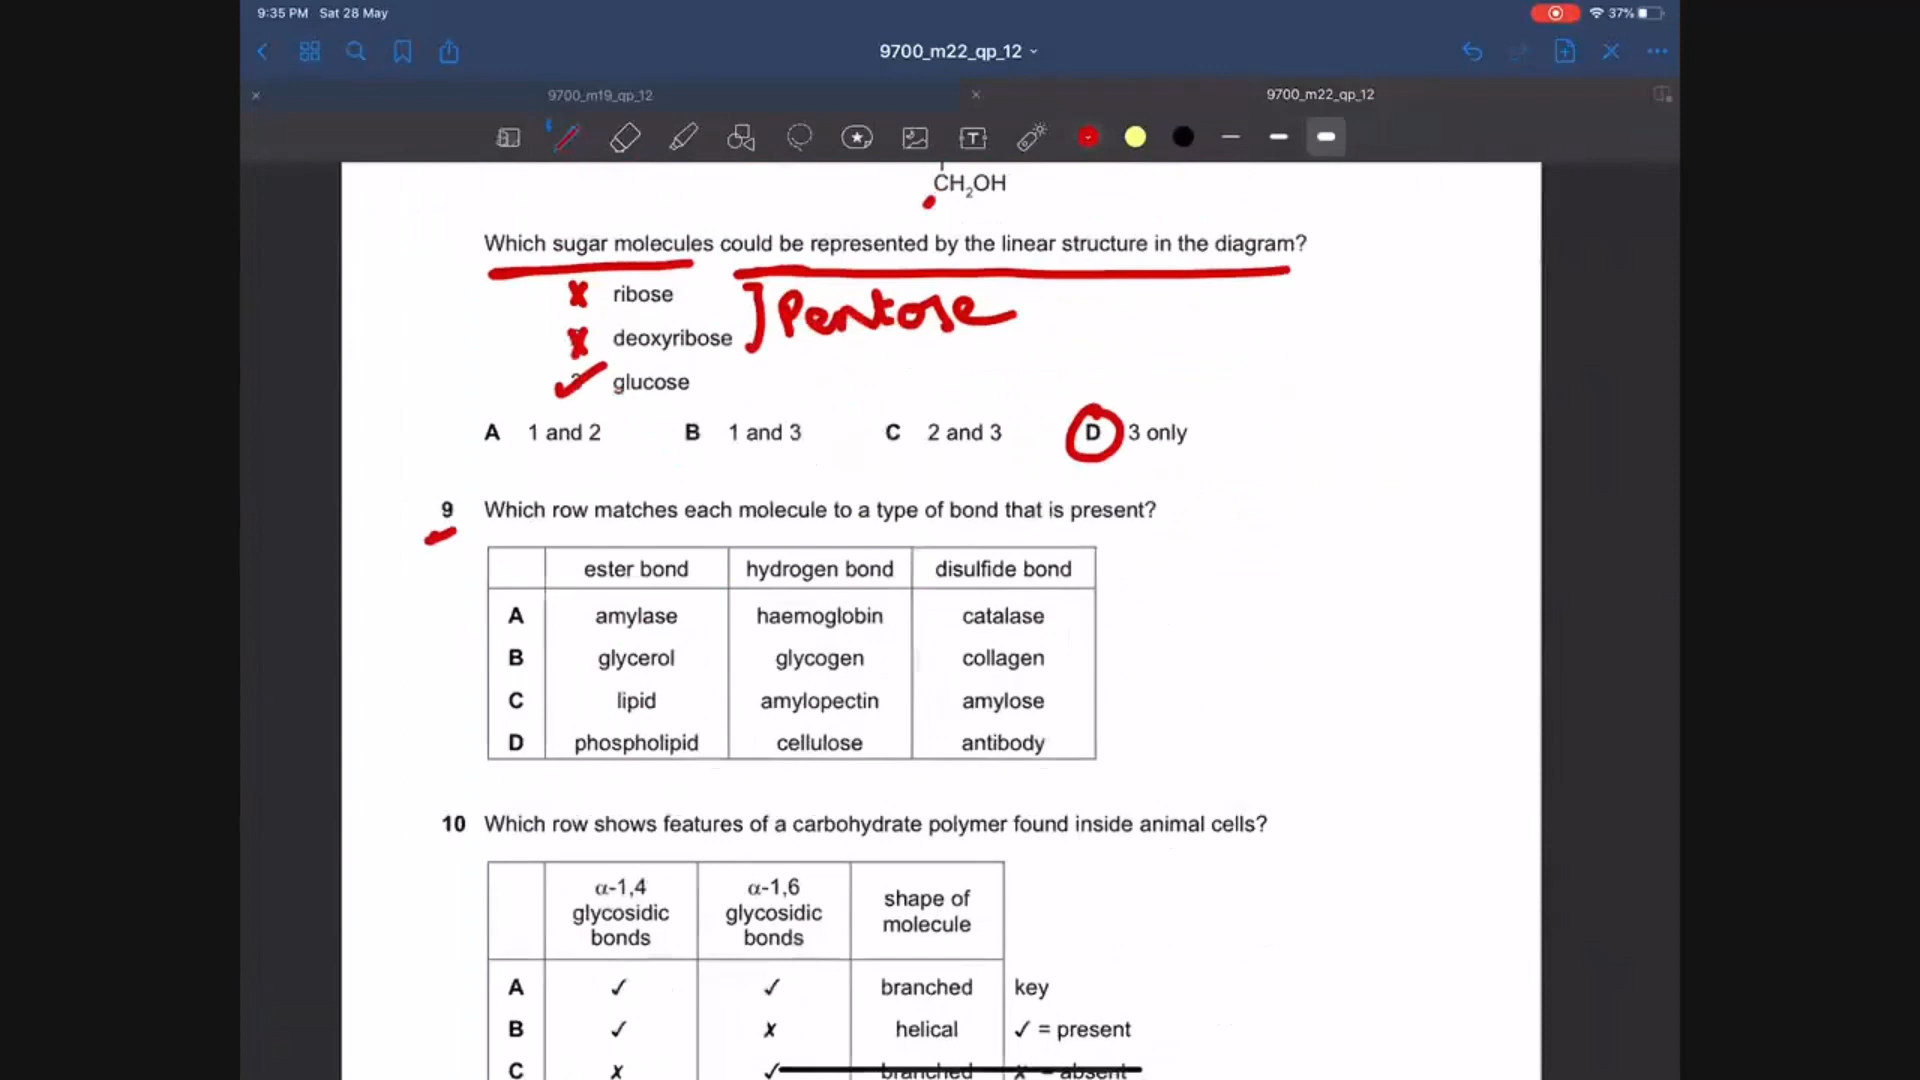 9:35 PM Sat 28 May 37%
9700_m22_qp_12
9700_m19_qp_12 9700_m22_qp_12
CH₂OH
Which sugar molecules could be represented by the linear structure in the diagram?
ribose
deoxyribose
Pentose
glucose
A 1 and 2 B 1 and 3 C 2 and 3 D 3 only
9 Which row matches each molecule to a type of bond that is present?
ester bond hydrogen bond disulfide bond
A amylase haemoglobin catalase
B glycerol glycogen collagen
C lipid amylopectin amylose
D phospholipid cellulose antibody
10 Which row shows features of a carbohydrate polymer found inside animal cells?
α-1,4 glycosidic bonds α-1,6 glycosidic bonds shape of molecule
A ✓ ✓ branched key
B ✓ ✗ helical ✓ = present
C ✗ ✓ branched ✗ = absent